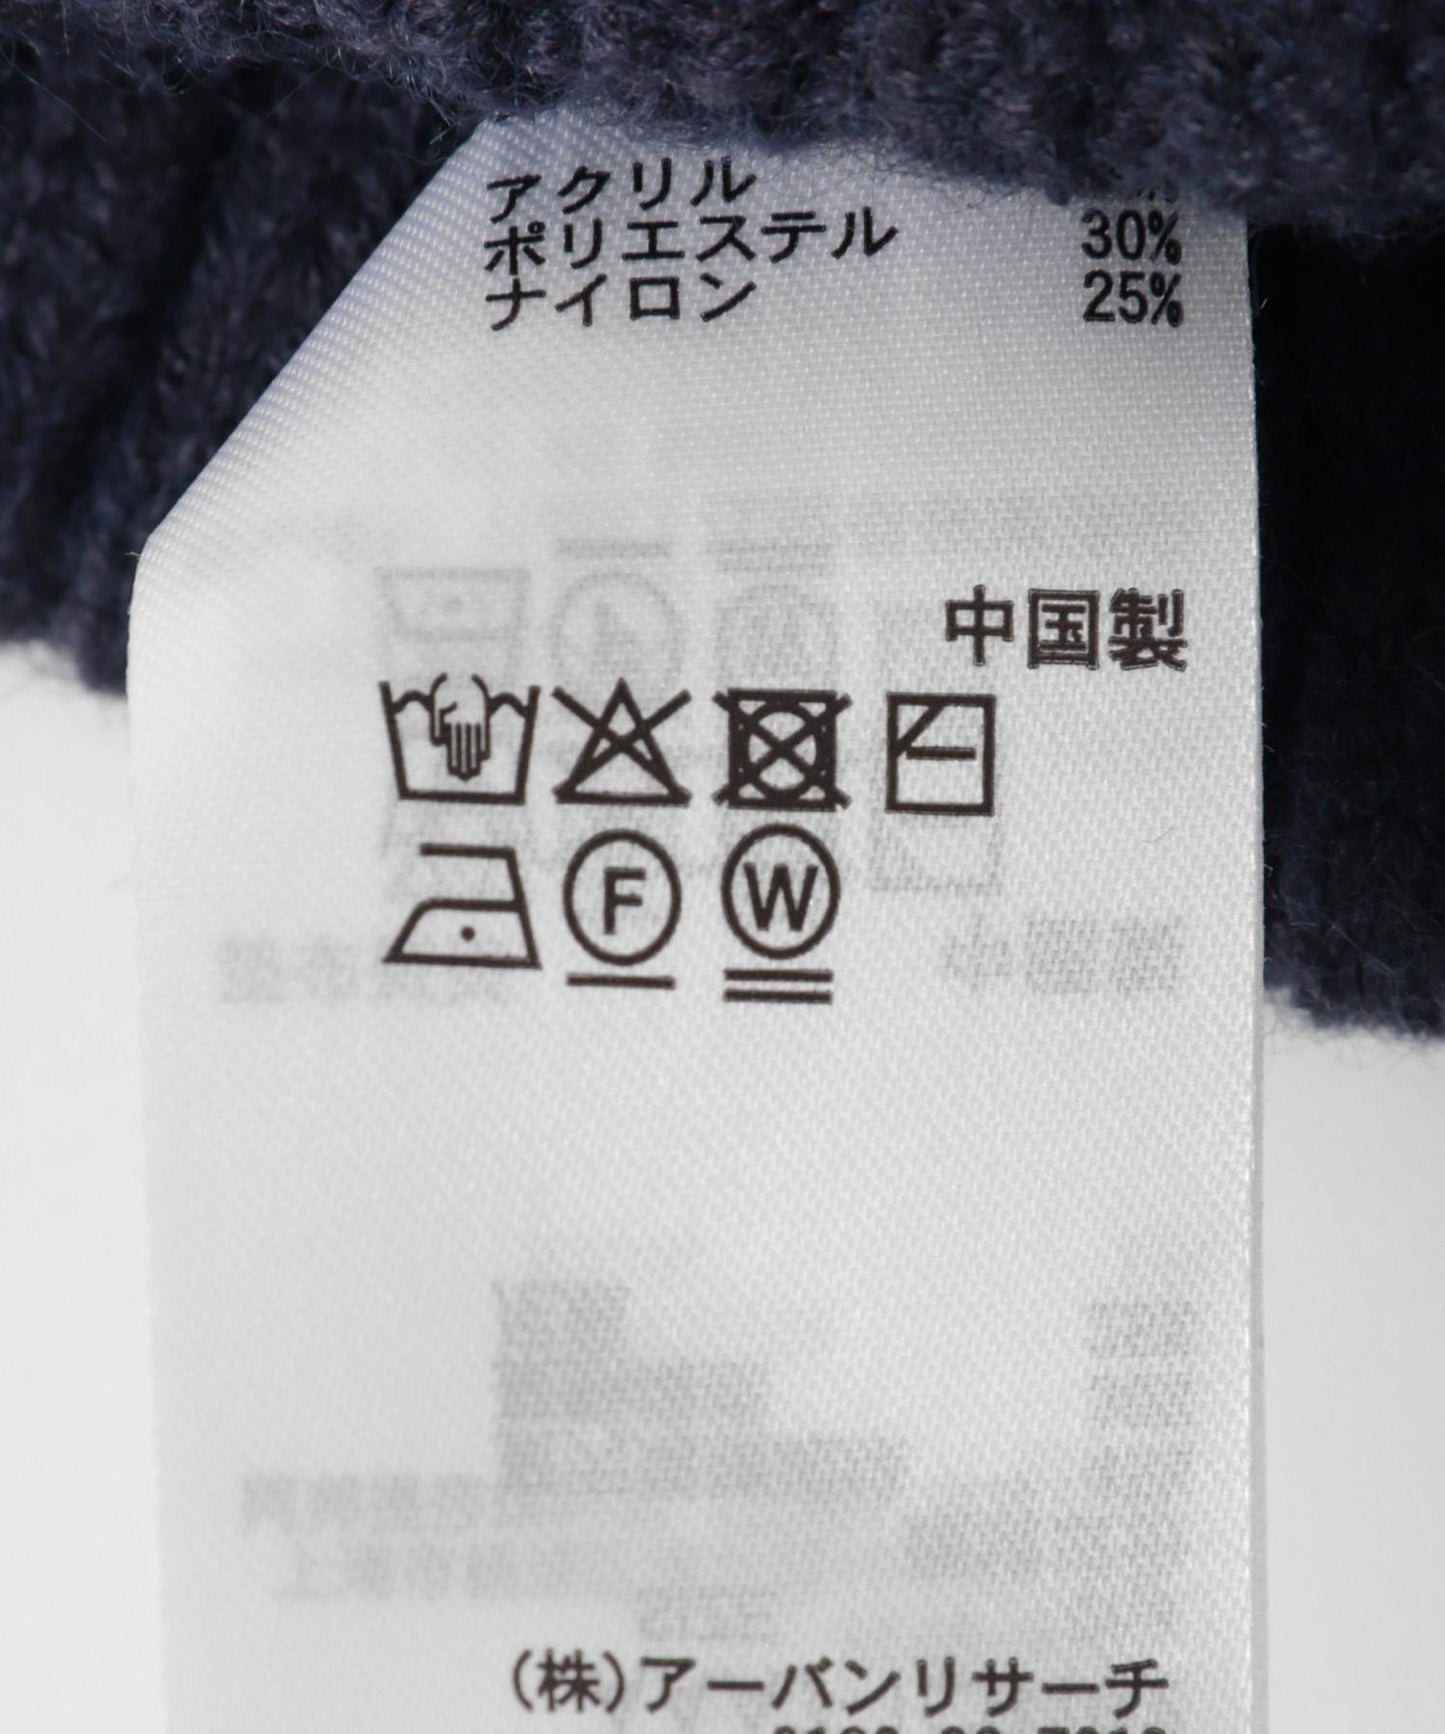 アクリル
ポリエステル 30%
ナイロン 25%
中国製
F W
(株)アーバンリサーチ